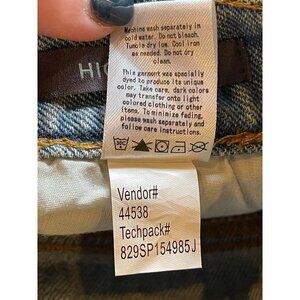 Machine wash separately in
cold water. Do not bleach.
Tumble dry low. Cool iron
as needed. Do not dry
clean.
This garment was specially
dyed to produce its unique
character. Take care, dark
dyes may transfer onto light
colored clothing or other
items. To minimize fading,
please wash separately and
follow care instructions.
Vendor#
44538
Techpack#
829SP154985J